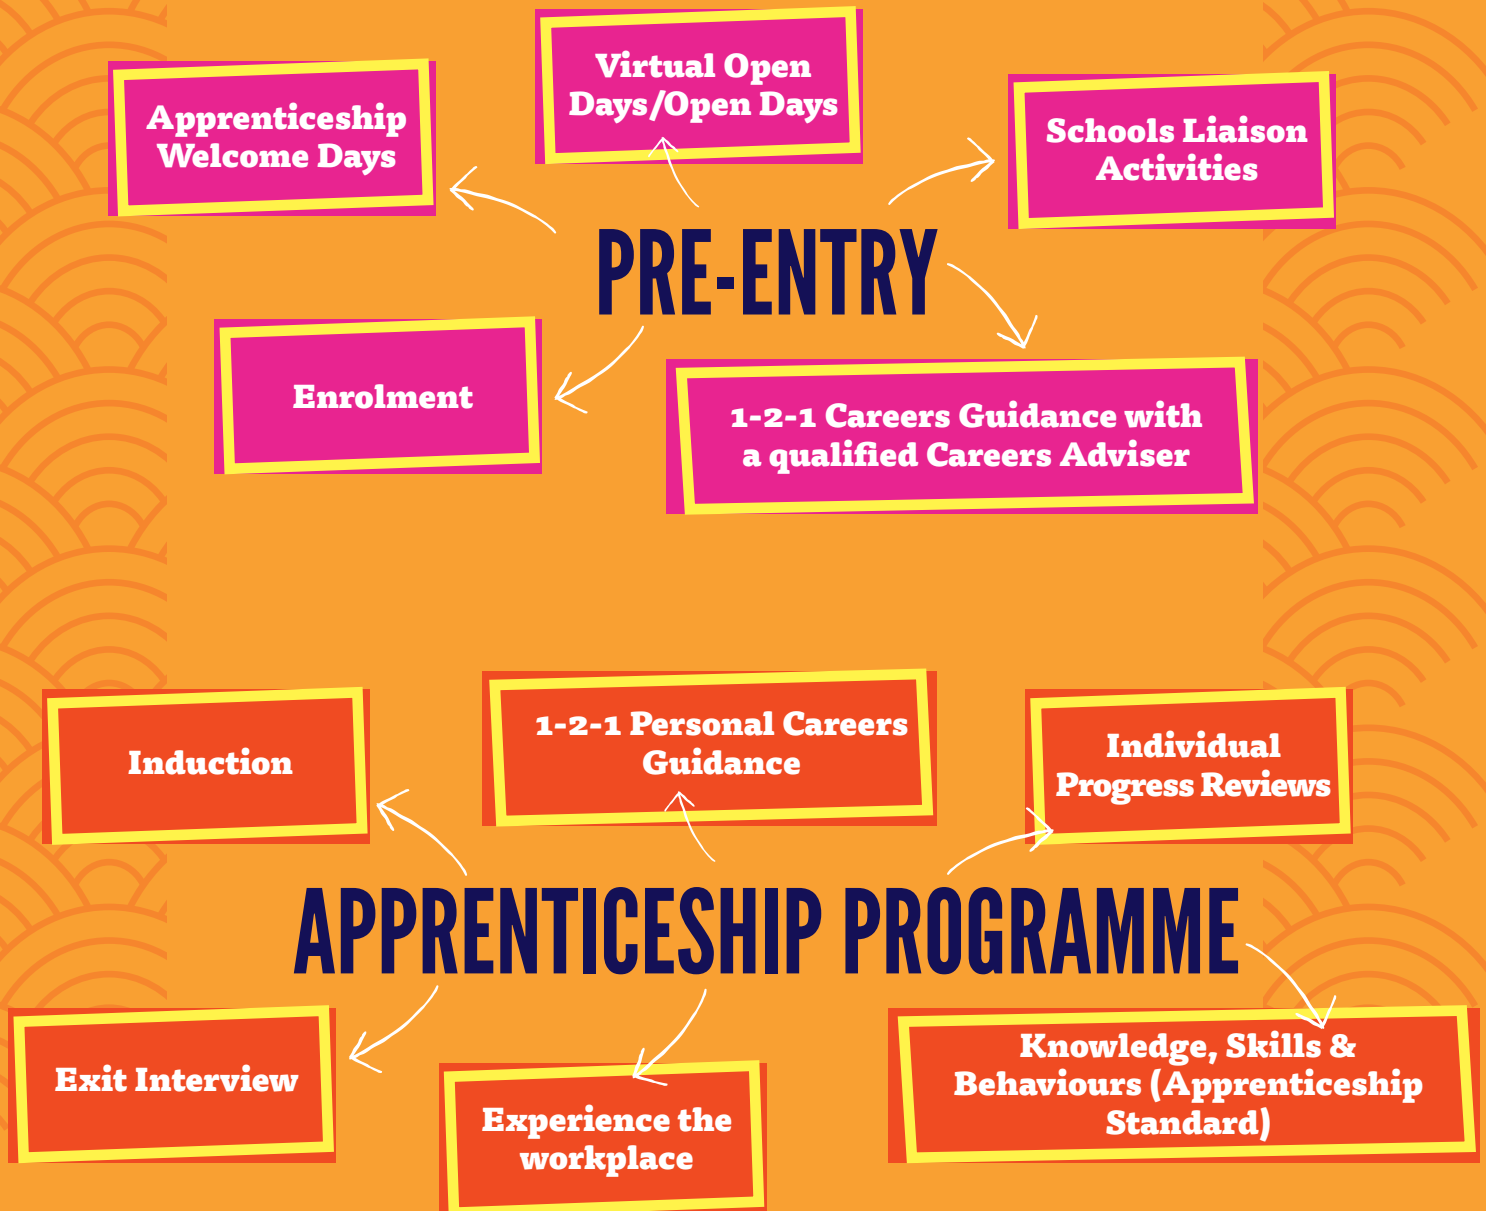 Virtual Open
Days/Open Days
Apprenticeship
Welcome Days
Schools Liaison
Activities
PRE-ENTRY
Enrolment
1-2-1 Careers Guidance with
a qualified Careers Adviser
1-2-1 Personal Careers
Guidance
Induction
Individual
Progress Reviews
APPRENTICESHIP PROGRAMME
Exit Interview
Experience the
workplace
Knowledge, Skills &
Behaviours (Apprenticeship
Standard)